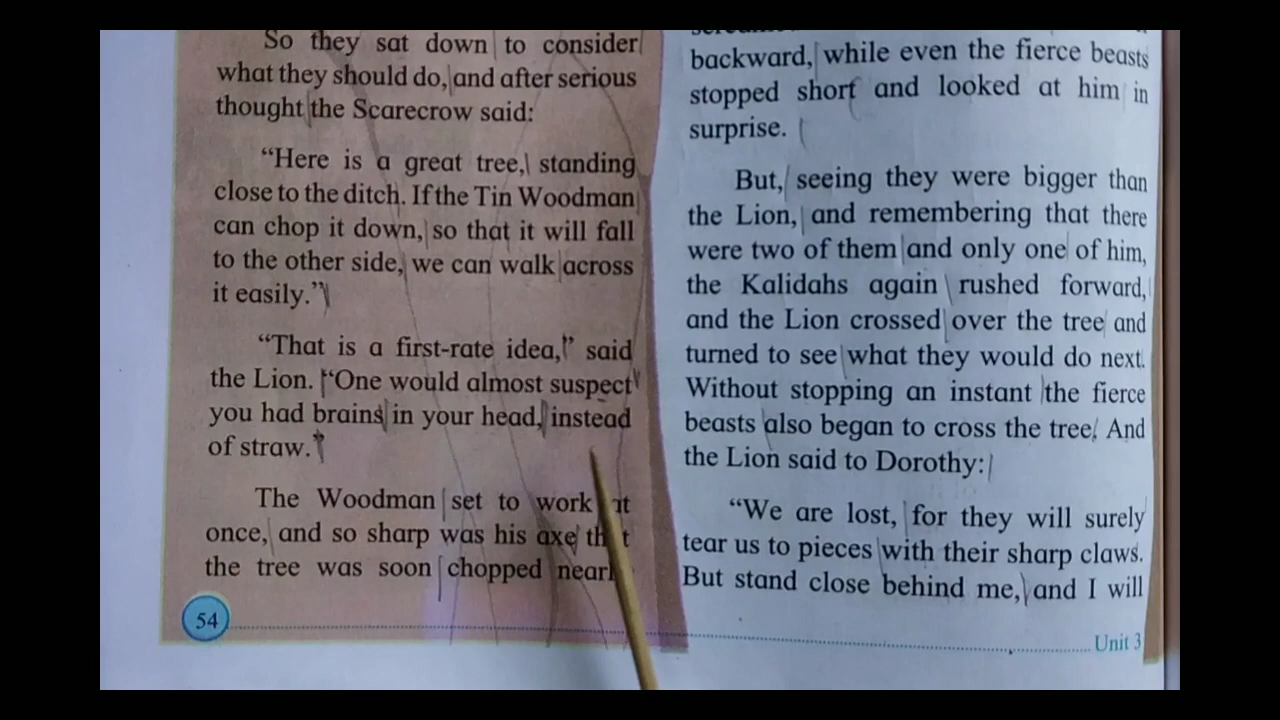 So they sat down to consider
what they should do, and after serious
thought the Scarecrow said:
“Here is a great tree, standing
close to the ditch. If the Tin Woodman
can chop it down, so that it will fall
to the other side, we can walk across
it easily.”
“That is a first-rate idea,” said
the Lion. “One would almost suspect
you had brains in your head, instead
of straw.”
The Woodman set to work at
once, and so sharp was his axe that
the tree was soon chopped
54
backward, while even the fierce beasts
stopped short and looked at him in
surprise.
But, seeing they were bigger than
the Lion, and remembering that there
were two of them and only one of him,
the Kalidahs again rushed forward,
and the Lion crossed over the tree and
turned to see what they would do next.
Without stopping an instant the fierce
beasts also began to cross the tree. And
the Lion said to Dorothy:
“We are lost, for they will surely
tear us to pieces with their sharp claws.
But stand close behind me, and I will
Unit 3